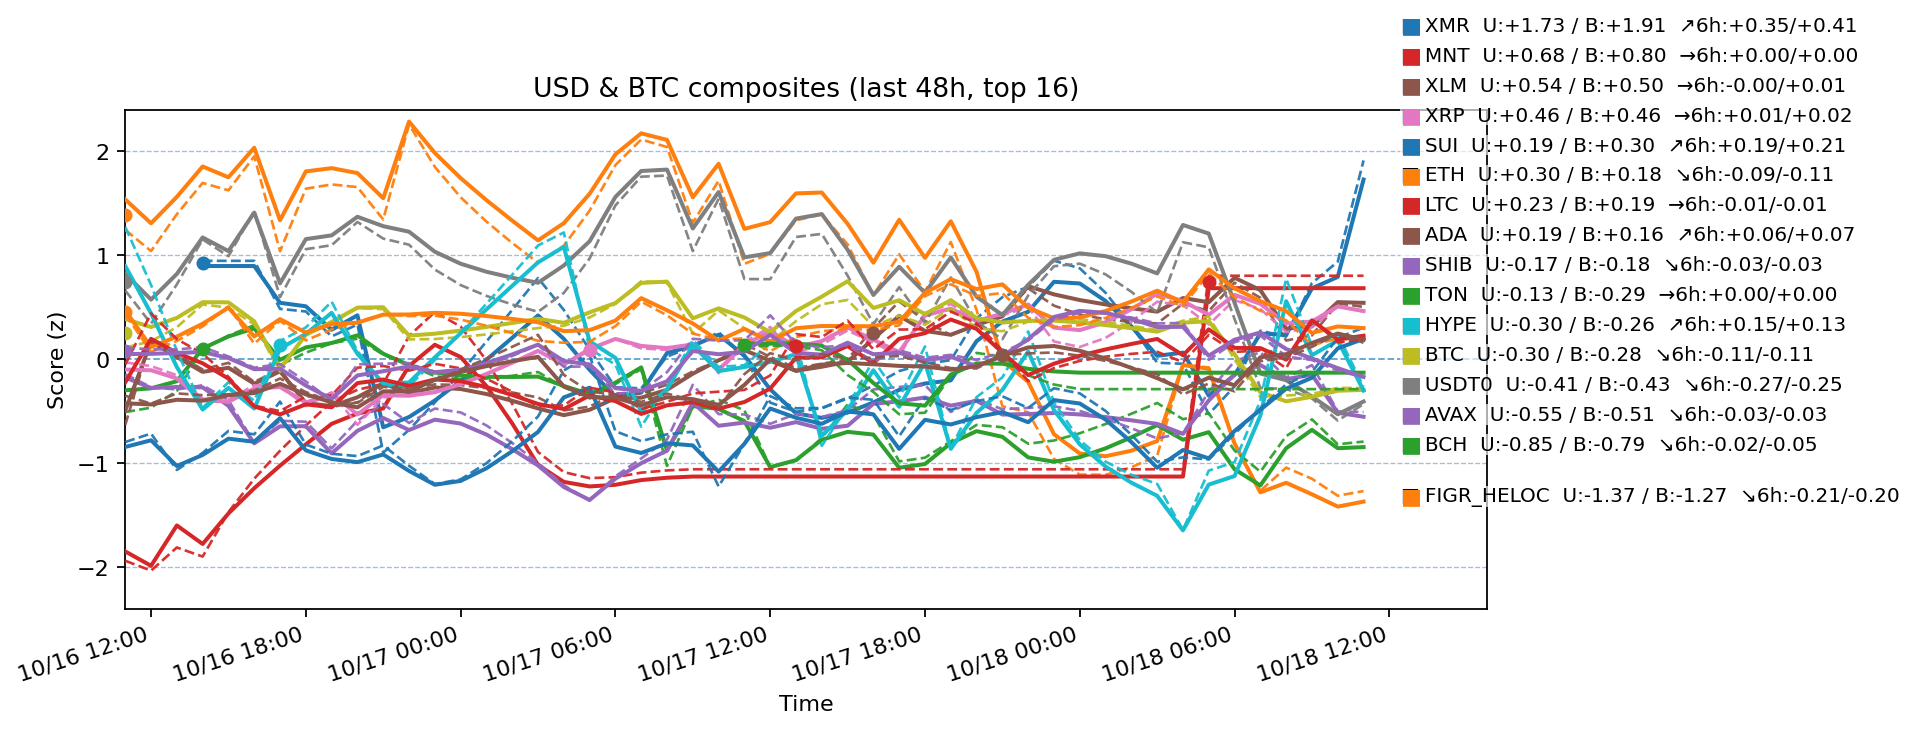 USD & BTC composites (last 48h, top 16)
XMR U:+1.73 / B:+1.91 ↗6h:+0.35/+0.41
MNT U:+0.68 / B:+0.80 →6h:+0.00/+0.00
XLM U:+0.54 / B:+0.50 →6h:-0.00/+0.01
XRP U:+0.46 / B:+0.46 →6h:+0.01/+0.02
SUI U:+0.19 / B:+0.30 ↗6h:+0.19/+0.21
ETH U:+0.30 / B:+0.18 ↘6h:-0.09/-0.11
LTC U:+0.23 / B:+0.19 →6h:-0.01/-0.01
ADA U:+0.19 / B:+0.16 ↗6h:+0.06/+0.07
SHIB U:-0.17 / B:-0.18 ↘6h:-0.03/-0.03
TON U:-0.13 / B:-0.29 →6h:+0.00/+0.00
HYPE U:-0.30 / B:-0.26 ↗6h:+0.15/+0.13
BTC U:-0.30 / B:-0.28 ↘6h:-0.11/-0.11
USDT0 U:-0.41 / B:-0.43 ↘6h:-0.27/-0.25
AVAX U:-0.55 / B:-0.51 ↘6h:-0.03/-0.03
BCH U:-0.85 / B:-0.79 ↘6h:-0.02/-0.05
FIGR_HELOC U:-1.37 / B:-1.27 ↘6h:-0.21/-0.20
Score (z)
2
1
0
−1
−2
10/16 12:00
10/16 18:00
10/17 00:00
10/17 06:00
10/17 12:00
10/17 18:00
10/18 00:00
10/18 06:00
10/18 12:00
Time